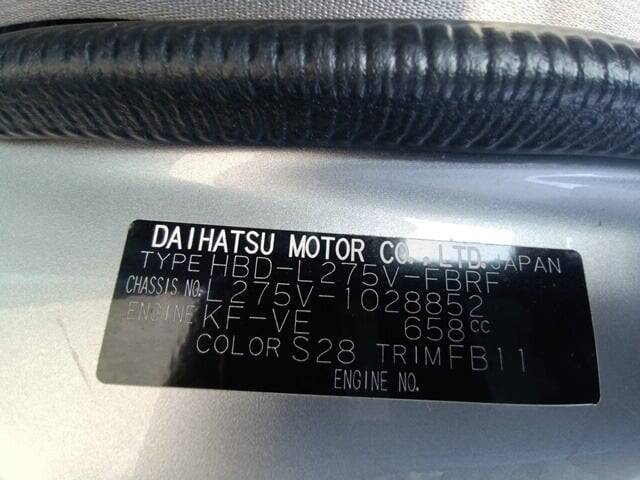 DAIHATSU MOTOR CO.,LTD. JAPAN
TYPE HBD-L275V-FBRF
CHASSIS NO. L275V-1028852
ENGINE KF-VE 658cc
COLOR S28 TRIM FB11
ENGINE NO.